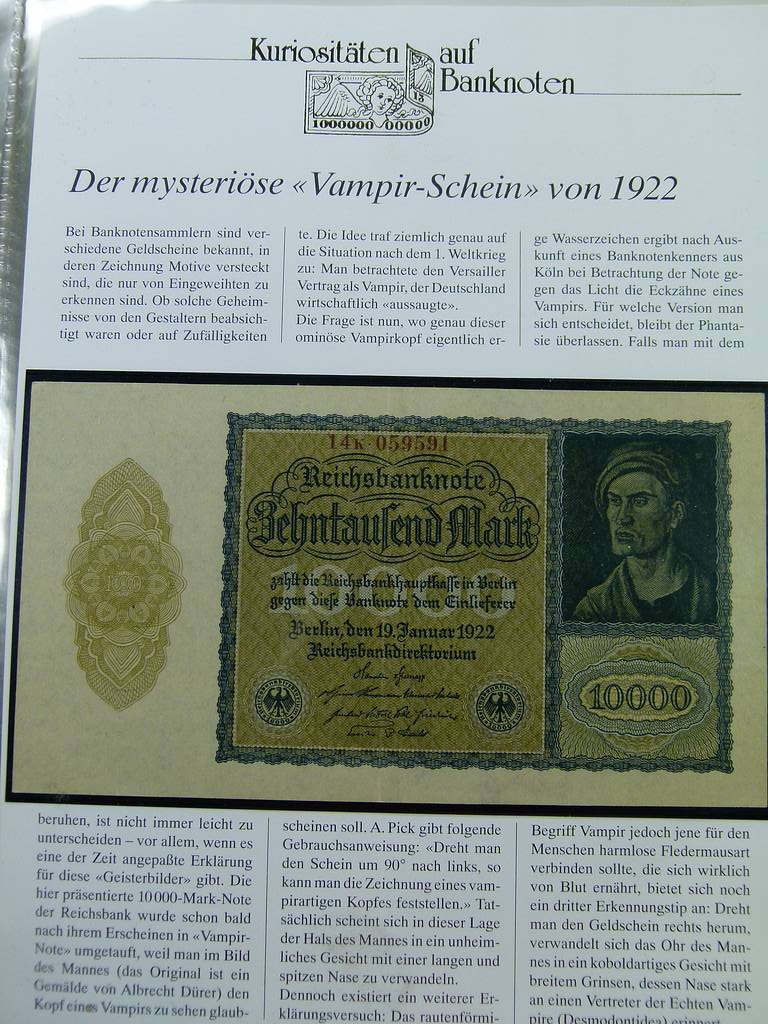 Kuriositäten auf
Banknoten
18
1000000 00000
Der mysteriöse «Vampir-Schein» von 1922
Bei Banknotensammlern sind ver-
schiedene Geldscheine bekannt, in
deren Zeichnung Motive versteckt
sind, die nur von Eingeweihten zu
erkennen sind. Ob solche Geheim-
nisse von den Gestaltern beabsich-
tigt waren oder auf Zufälligkeiten
beruhen, ist nicht immer leicht zu
unterscheiden – vor allem, wenn es
eine der Zeit angepaßte Erklärung
für diese «Geisterbilder» gibt. Die
hier präsentierte 10000-Mark-Note
der Reichsbank wurde schon bald
nach ihrem Erscheinen in «Vampir-
Note» umgetauft, weil man im Bild
des Mannes (das Original ist ein
Gemälde von Albrecht Dürer) den
Kopf eines Vampirs zu sehen glaub-
te. Die Idee traf ziemlich genau auf
die Situation nach dem 1. Weltkrieg
zu: Man betrachtete den Versailler
Vertrag als Vampir, der Deutschland
wirtschaftlich «aussaugte».
Die Frage ist nun, wo genau dieser
ominöse Vampirkopf eigentlich er-
scheinen soll. A. Pick gibt folgende
Gebrauchsanweisung: «Dreht man
den Schein um 90° nach links, so
kann man die Zeichnung eines vam-
pirartigen Kopfes feststellen.» Tat-
sächlich scheint sich in dieser Lage
der Hals des Mannes in ein unheim-
liches Gesicht mit einer langen und
spitzen Nase zu verwandeln.
Dennoch existiert ein weiterer Er-
klärungsversuch: Das rautenförmi-
ge Wasserzeichen ergibt nach Aus-
kunft eines Banknotenkenners aus
Köln bei Betrachtung der Note ge-
gen das Licht die Eckzähne eines
Vampirs. Für welche Version man
sich entscheidet, bleibt der Phanta-
sie überlassen. Falls man mit dem
Begriff Vampir jedoch jene für den
Menschen harmlose Fledermausart
verbinden sollte, die sich wirklich
von Blut ernährt, bietet sich noch
ein dritter Erkennungstip an: Dreht
man den Geldschein rechts herum,
verwandelt sich das Ohr des Man-
nes in ein koboldartiges Gesicht mit
breitem Grinsen, dessen Nase stark
an einen Vertreter der Echten Vam-
pire (Desmodontidea) erinnert
14K·059591
Reichsbanknote
Zehntausend Mark
zahlt die Reichsbankhauptkasse in Berlin
gegen diese Banknote dem Einlieferer
Berlin, den 19. Januar 1922
Reichsbankdirektorium
10000